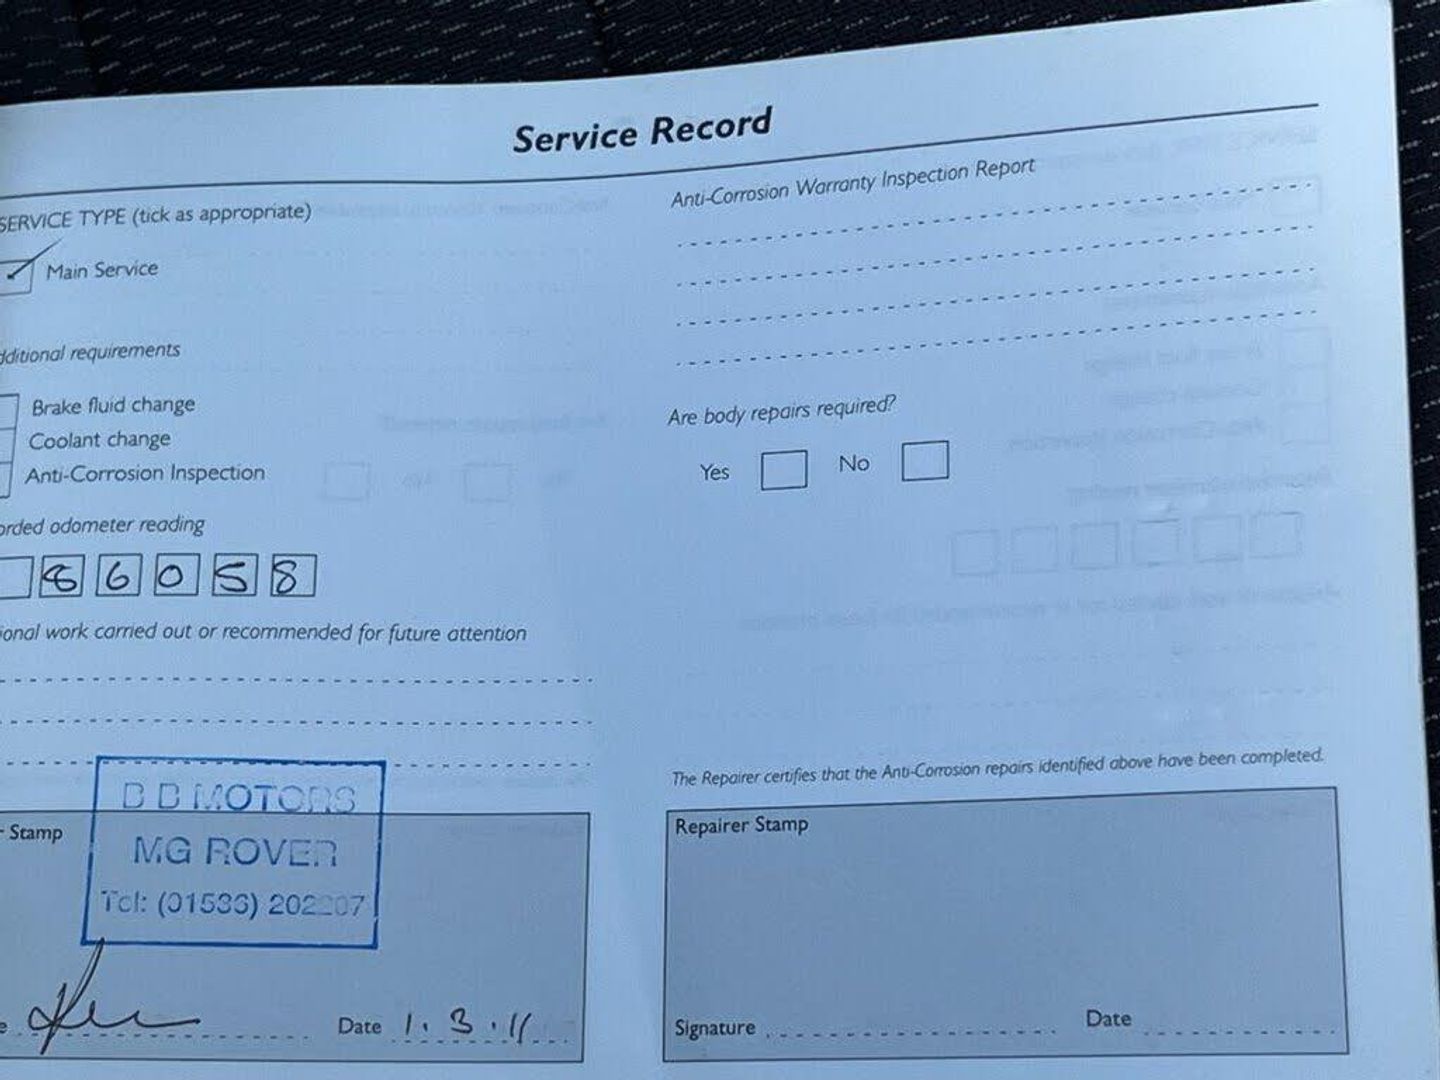 Service Record
SERVICE TYPE (tick as appropriate)
Main Service
dditional requirements
Brake fluid change
Coolant change
Anti-Corrosion Inspection
orded odometer reading
86058
ional work carried out or recommended for future attention
Stamp
B B MOTORS
MG ROVER
Tel: (01536)
Date 1.3.11
Anti-Corrosion Warranty Inspection Report
Are body repairs required?
Yes No
The Repairer certifies that the Anti-Corrosion repairs identified above have been completed.
Repairer Stamp
Signature Date